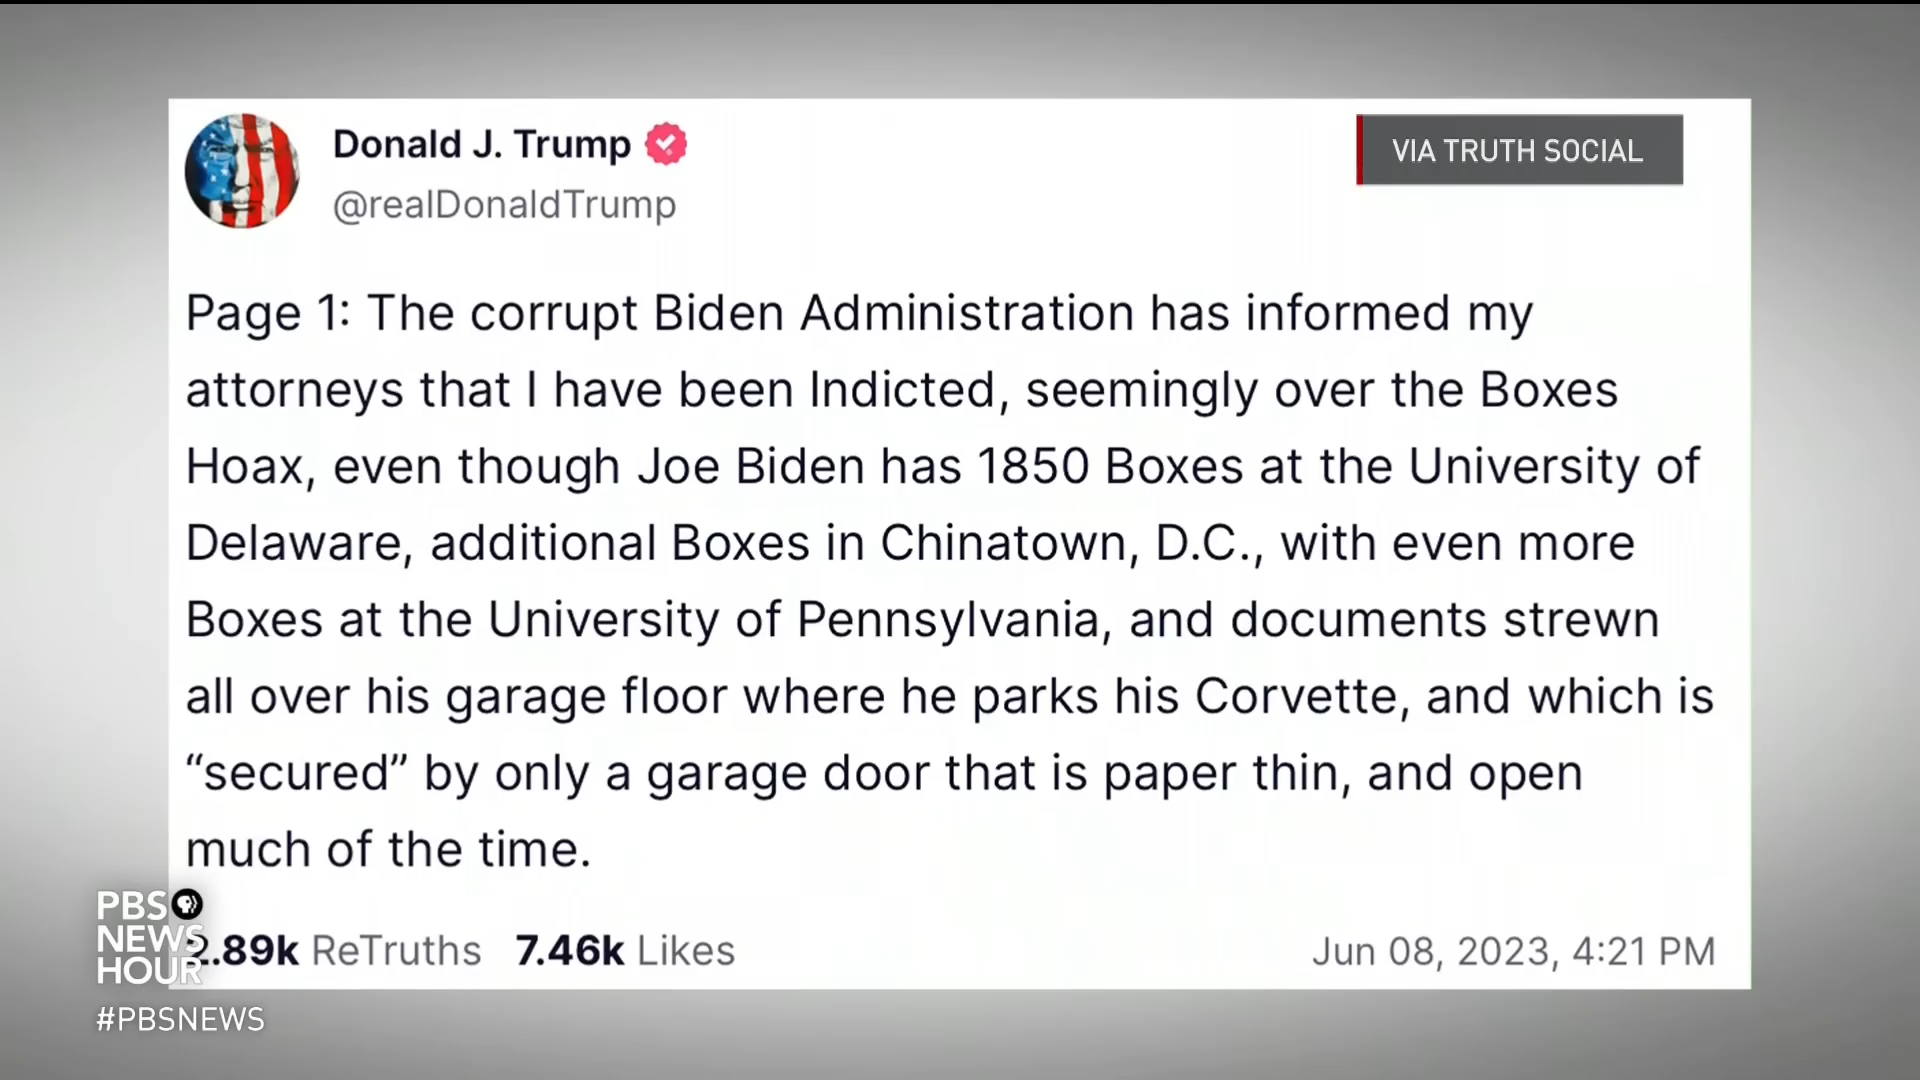 Donald J. Trump
@realDonaldTrump
VIA TRUTH SOCIAL
Page 1: The corrupt Biden Administration has informed my
attorneys that I have been Indicted, seemingly over the Boxes
Hoax, even though Joe Biden has 1850 Boxes at the University of
Delaware, additional Boxes in Chinatown, D.C., with even more
Boxes at the University of Pennsylvania, and documents strewn
all over his garage floor where he parks his Corvette, and which is
“secured” by only a garage door that is paper thin, and open
much of the time.
2.89k ReTruths 7.46k Likes
Jun 08, 2023, 4:21 PM
PBS
NEWS
HOUR
#PBSNEWS